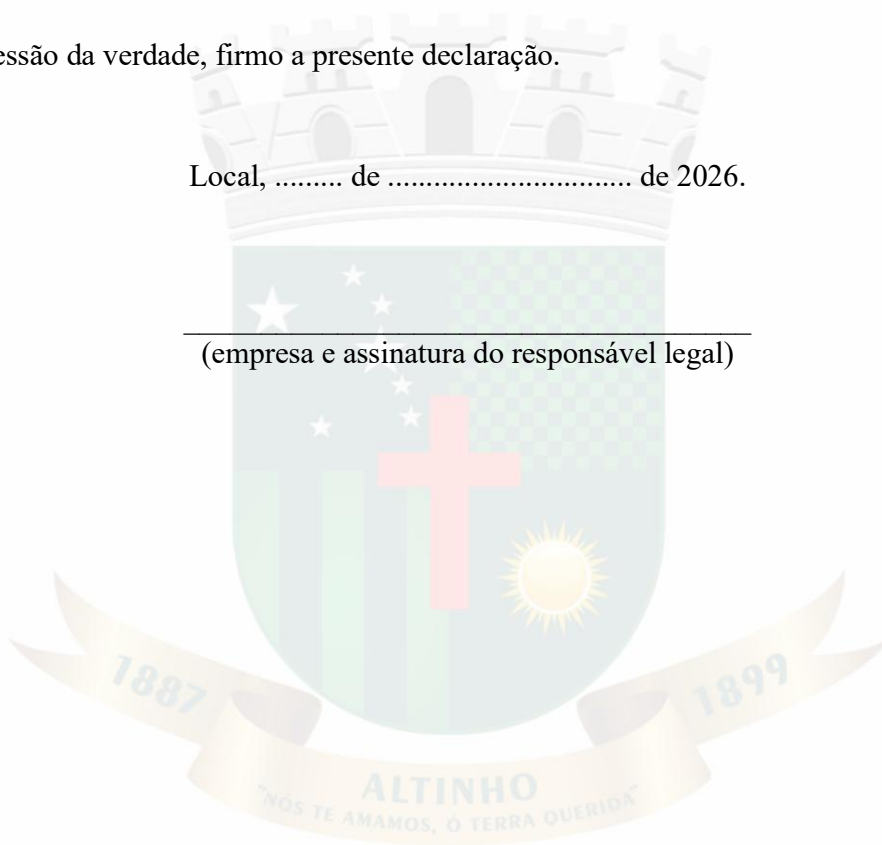 essão da verdade, firmo a presente declaração.
Local, ......... de ................................ de 2026.
(empresa e assinatura do responsável legal)
1887
1899
ALTINHO
"NÓS TE AMAMOS, Ó TERRA QUERIDA"